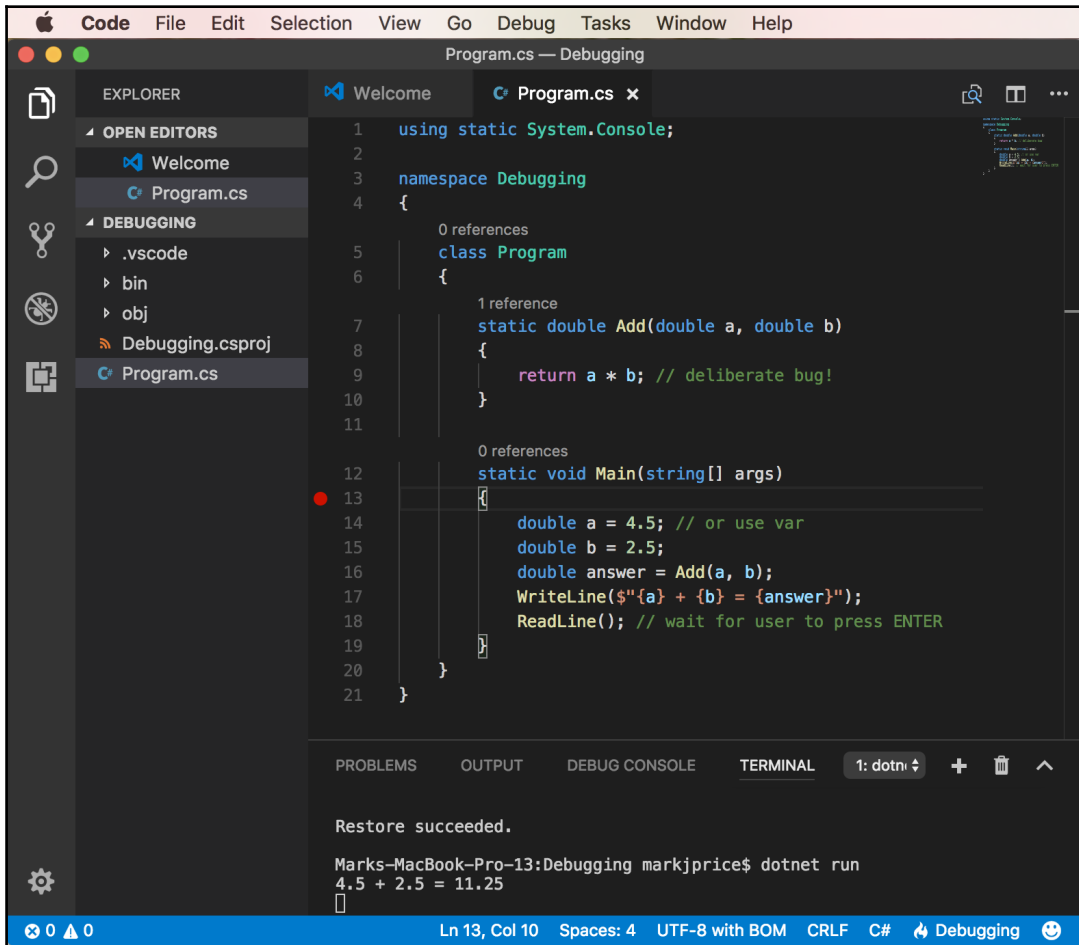 Code File Edit Selection View Go Debug Tasks Window Help
Program.cs — Debugging
EXPLORER
OPEN EDITORS
Welcome
Program.cs
DEBUGGING
.vscode
bin
obj
Debugging.csproj
Program.cs
Welcome Program.cs
1 using static System.Console;
2
3 namespace Debugging
4 {
0 references
5 class Program
6 {
1 reference
7 static double Add(double a, double b)
8 {
9 return a * b; // deliberate bug!
10 }
11
0 references
12 static void Main(string[] args)
13 {
14 double a = 4.5; // or use var
15 double b = 2.5;
16 double answer = Add(a, b);
17 WriteLine($"{a} + {b} = {answer}");
18 ReadLine(); // wait for user to press ENTER
19 }
20 }
21 }
PROBLEMS OUTPUT DEBUG CONSOLE TERMINAL 1: dotn
Restore succeeded.
Marks-MacBook-Pro-13:Debugging markjprice$ dotnet run
4.5 + 2.5 = 11.25
0 0 Ln 13, Col 10 Spaces: 4 UTF-8 with BOM CRLF C# Debugging